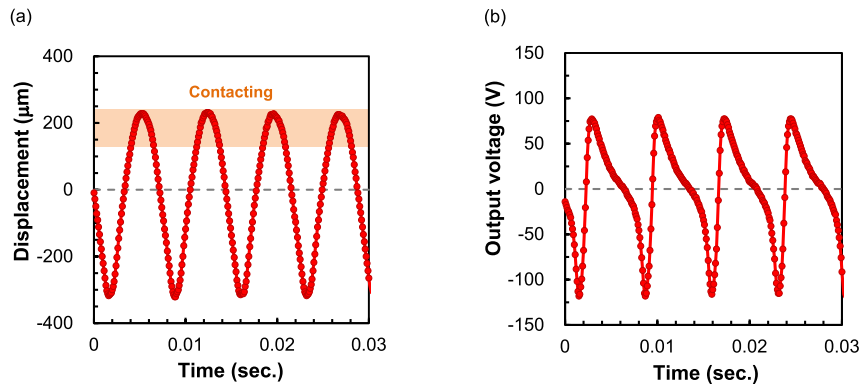 (a)
400
200
0
-200
-400
Displacement (μm)
Contacting
0
0.01
0.02
0.03
Time (sec.)
(b)
150
100
50
0
-50
-100
-150
Output voltage (V)
0
0.01
0.02
0.03
Time (sec.)